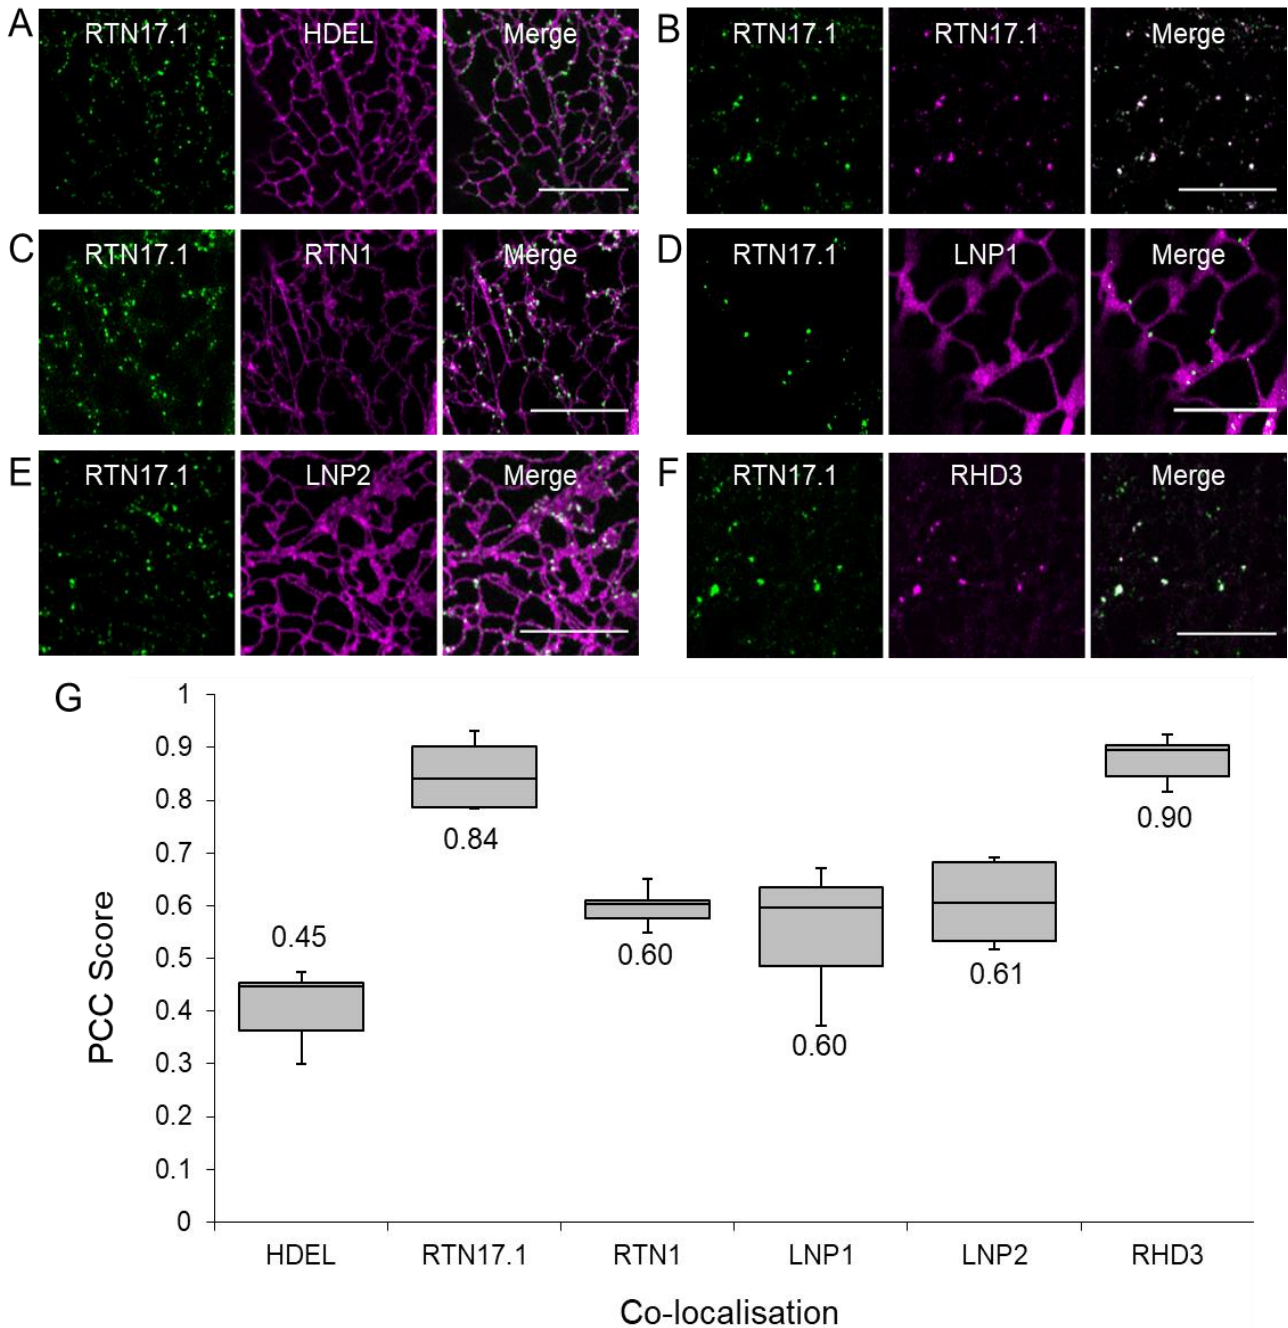 A RTN17.1 HDEL Merge
B RTN17.1 RTN17.1 Merge
C RTN17.1 RTN1 Merge
D RTN17.1 LNP1 Merge
E RTN17.1 LNP2 Merge
F RTN17.1 RHD3 Merge
G
PCC Score
1
0.9
0.8
0.7
0.6
0.5
0.4
0.3
0.2
0.1
0
0.45
0.84
0.60
0.60
0.61
0.90
HDEL RTN17.1 RTN1 LNP1 LNP2 RHD3
Co-localisation